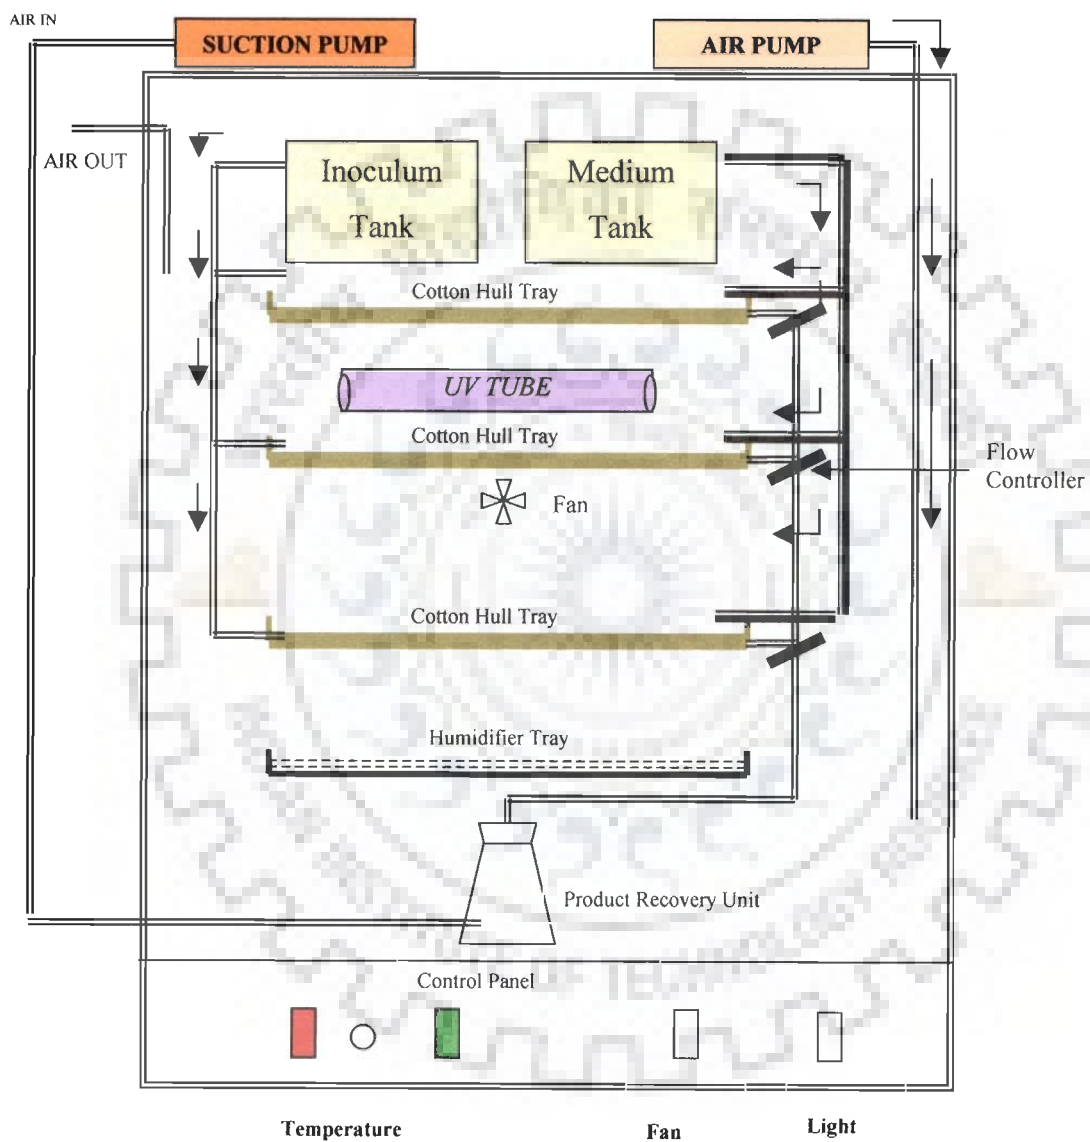 AIR IN
SUCTION PUMP
AIR PUMP
AIR OUT
Inoculum
Tank
Medium
Tank
Cotton Hull Tray
UV TUBE
Cotton Hull Tray
Fan
Flow
Controller
Cotton Hull Tray
Humidifier Tray
Product Recovery Unit
Control Panel
Temperature
Fan
Light